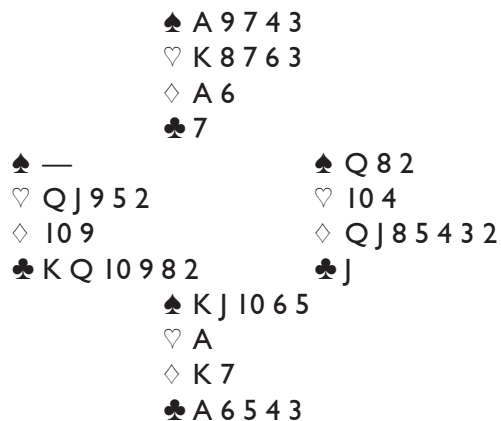 ♠ A 9 7 4 3
♡ K 8 7 6 3
♢ A 6
♣ 7
♠ — ♠ Q 8 2
♡ Q J 9 5 2 ♡ 10 4
♢ 10 9 ♢ Q J 8 5 4 3 2
♣ K Q 10 9 8 2 ♣ J
♠ K J 10 6 5
♡ A
♢ K 7
♣ A 6 5 4 3